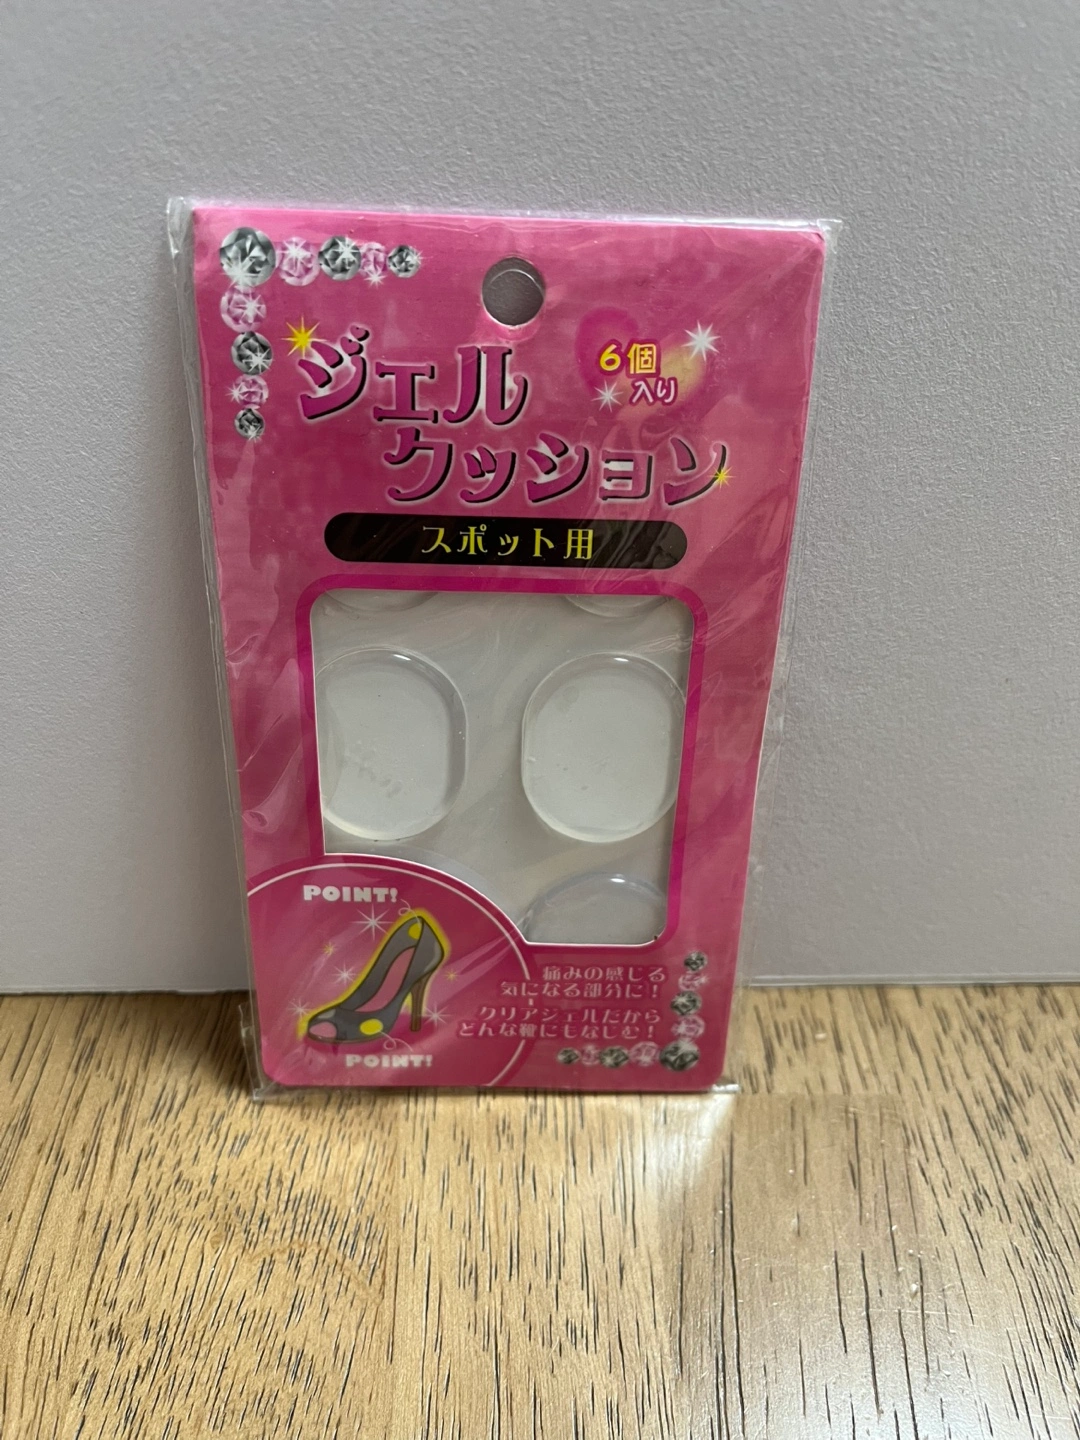 ジェル
クッション
6個
入り
スポット用
POINT!
POINT!
痛みの感じる
気になる部分に！
クリアジェルだから
どんな靴にもなじむ！